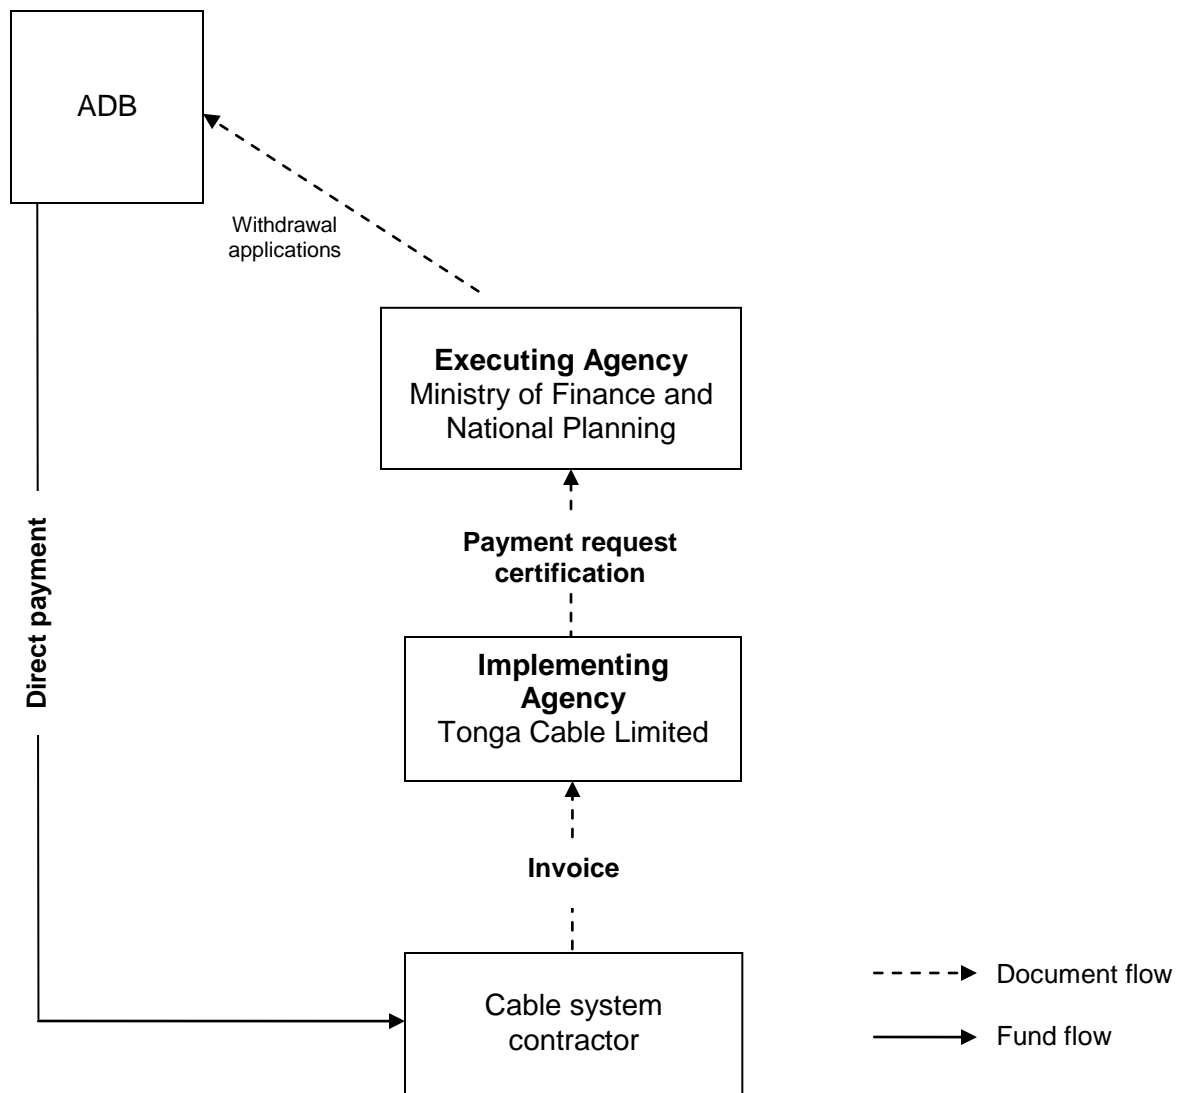 ADB
Withdrawal
applications
Executing Agency
Ministry of Finance and
National Planning
Payment request
certification
Direct payment
Implementing
Agency
Tonga Cable Limited
Invoice
Cable system
contractor
Document flow
Fund flow